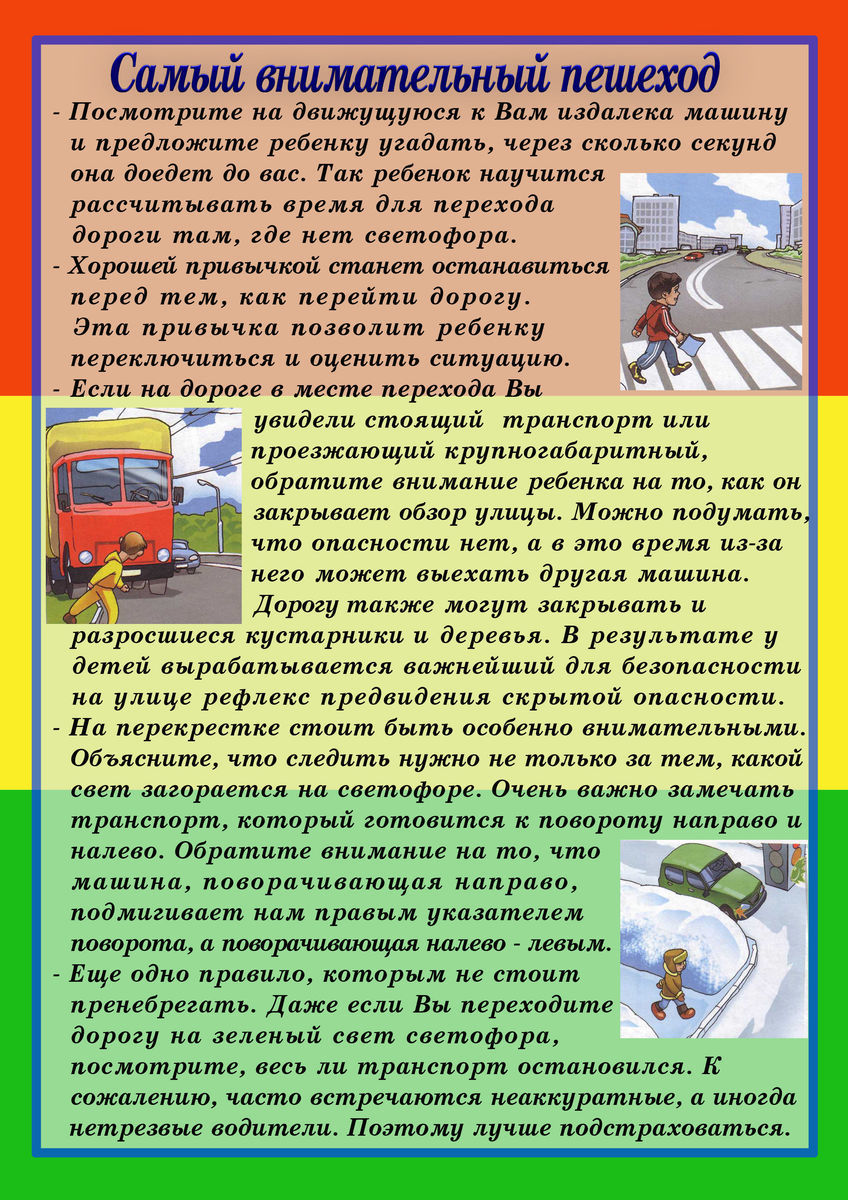 Самый внимательный пешеход
- Посмотрите на движущуюся к Вам издалека машину
и предложите ребенку угадать, через сколько секунд
она доедет до вас. Так ребенок научится
рассчитывать время для перехода
дороги там, где нет светофора.
- Хорошей привычкой станет останавиться
перед тем, как перейти дорогу.
Эта привычка позволит ребенку
переключиться и оценить ситуацию.
- Если на дороге в месте перехода Вы
увидели стоящий транспорт или
проезжающий крупногабаритный,
обратите внимание ребенка на то, как он
закрывает обзор улицы. Можно подумать,
что опасности нет, а в это время из-за
него может выехать другая машина.
Дорогу также могут закрывать и
разросшиеся кустарники и деревья. В результате у
детей вырабатывается важнейший для безопасности
на улице рефлекс предвидения скрытой опасности.
- На перекрестке стоит быть особенно внимательными.
Объясните, что следить нужно не только за тем, какой
свет загорается на светофоре. Очень важно замечать
транспорт, который готовится к повороту направо и
налево. Обратите внимание на то, что
машина, поворачивающая направо,
подмигивает нам правым указателем
поворота, а поворачивающая налево - левым.
- Еще одно правило, которым не стоит
пренебрегать. Даже если Вы переходите
дорогу на зеленый свет светофора,
посмотрите, весь ли транспорт остановился. К
сожалению, часто встречаются неаккуратные, а иногда
нетрезвые водители. Поэтому лучше подстраховаться.